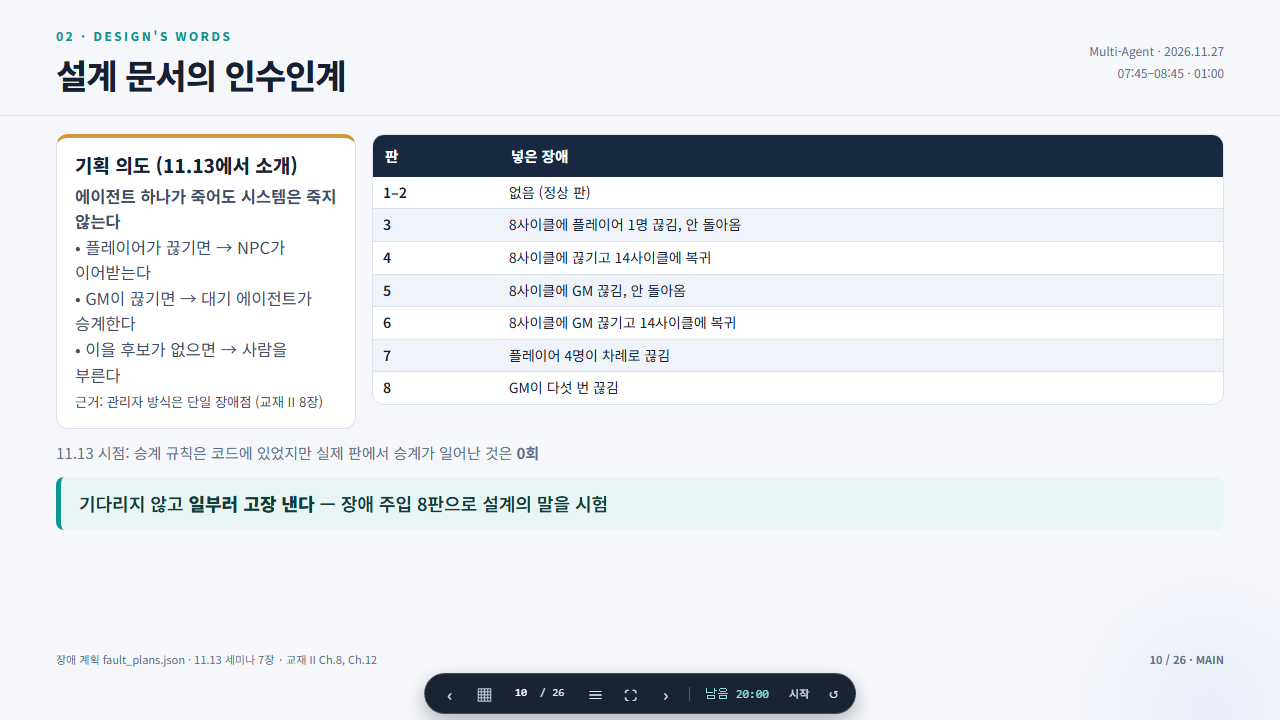 02 · DESIGN'S WORDS
설계 문서의 인수인계
Multi-Agent · 2026.11.27
07:45–08:45 · 01:00
기획 의도 (11.13에서 소개)
에이전트 하나가 죽어도 시스템은 죽지
않는다
• 플레이어가 끊기면 → NPC가
이어받는다
• GM이 끊기면 → 대기 에이전트가
승계한다
• 이을 후보가 없으면 → 사람을
부른다
근거: 관리자 방식은 단일 장애점 (교재 II 8장)
판 넣은 장애
1–2 없음 (정상 판)
3 8사이클에 플레이어 1명 끊김, 안 돌아옴
4 8사이클에 끊기고 14사이클에 복귀
5 8사이클에 GM 끊김, 안 돌아옴
6 8사이클에 GM 끊기고 14사이클에 복귀
7 플레이어 4명이 차례로 끊김
8 GM이 다섯 번 끊김
11.13 시점: 승계 규칙은 코드에 있었지만 실제 판에서 승계가 일어난 것은 0회
기다리지 않고 일부러 고장 낸다 — 장애 주입 8판으로 설계의 말을 시험
장애 계획 fault_plans.json · 11.13 세미나 7장 · 교재 II Ch.8, Ch.12
10 / 26 · MAIN
‹ 10 / 26 › 남음 20:00 시작 ↺